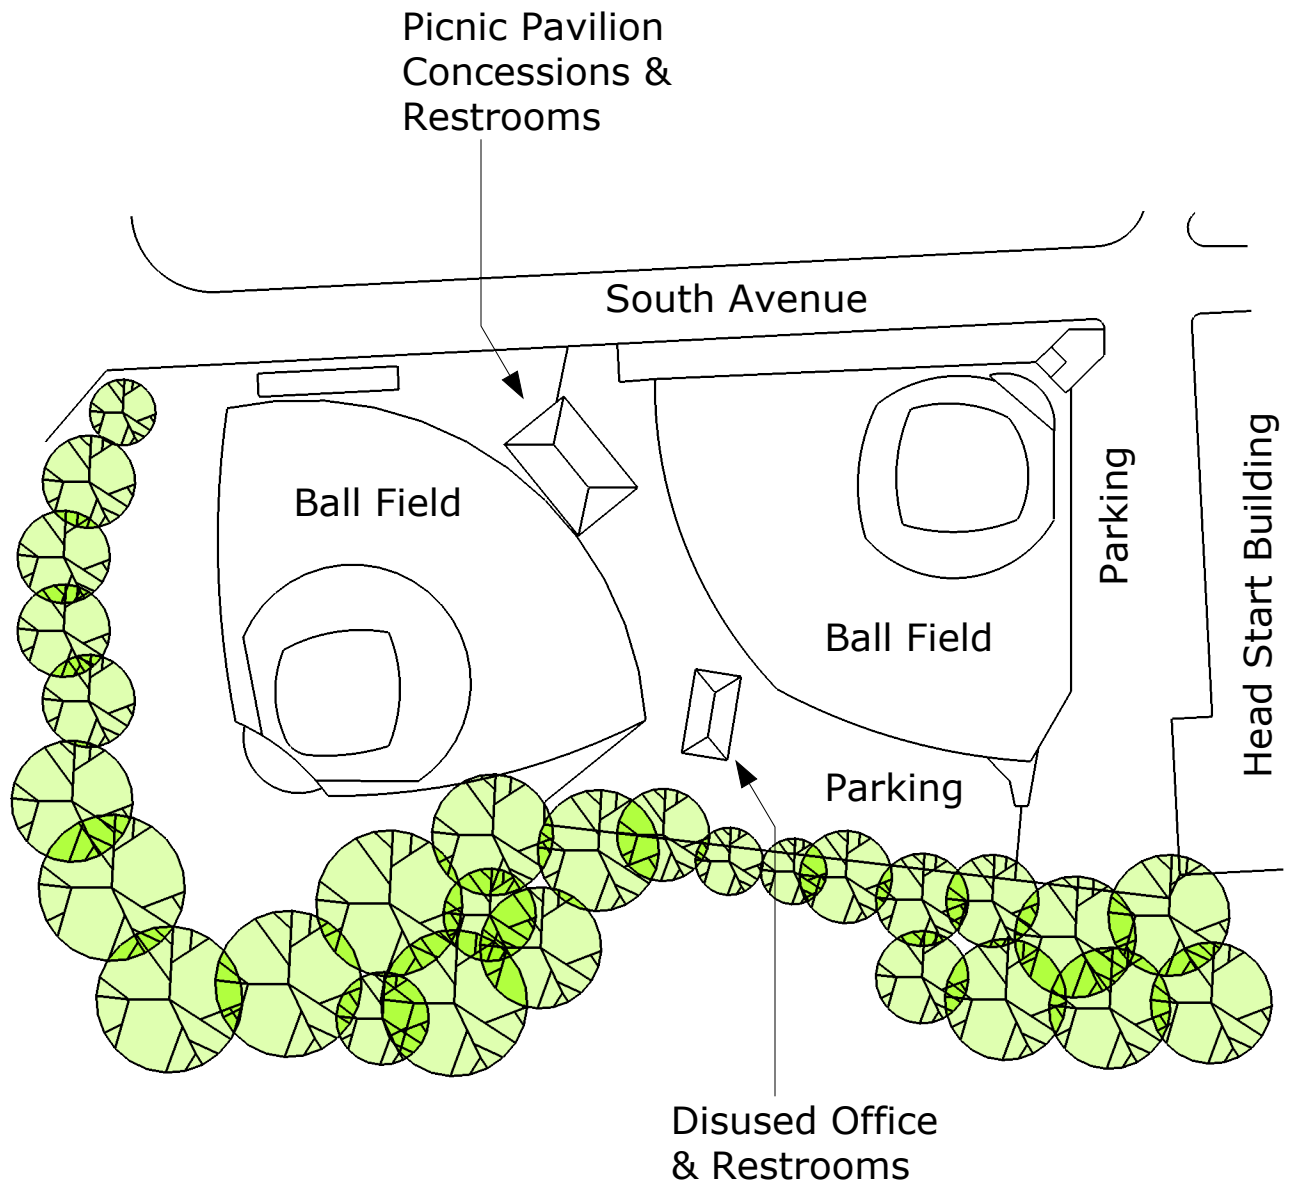 Picnic Pavilion
Concessions &
Restrooms
South Avenue
Ball Field
Parking
Head Start Building
Ball Field
Parking
Disused Office
& Restrooms